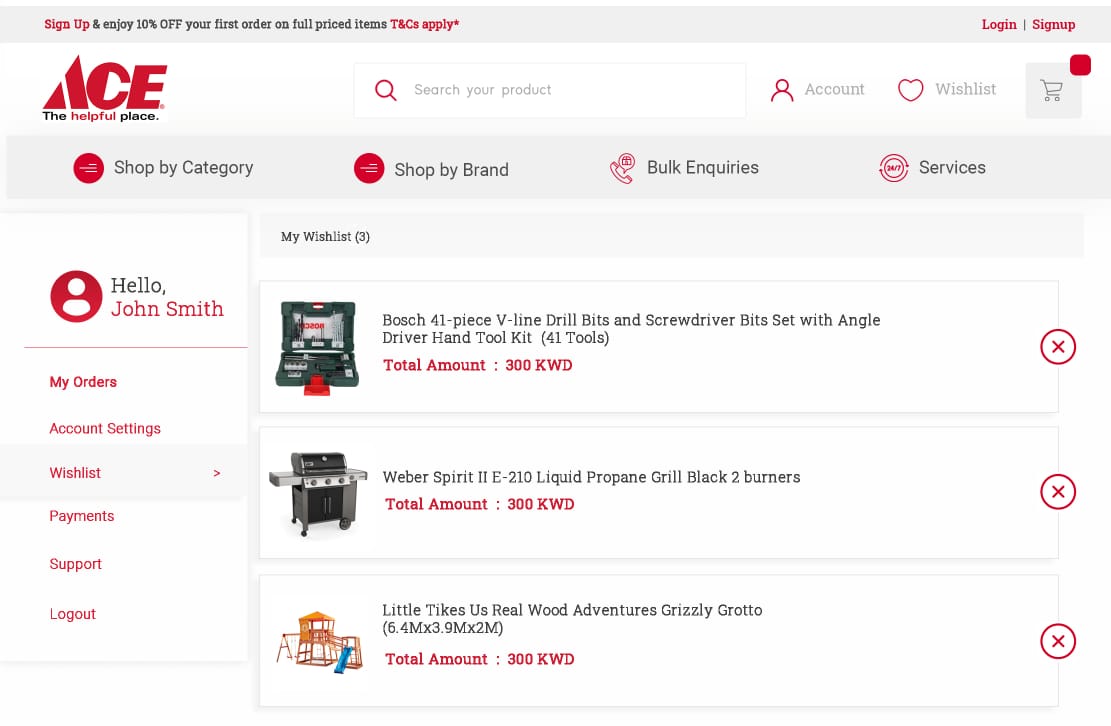 Sign Up & enjoy 10% OFF your first order on full priced items T&Cs apply*
Login | Signup
ACE
The helpful place.
Search your product
Account
Wishlist
Shop by Category
Shop by Brand
Bulk Enquiries
24/7
Services
Hello,
John Smith
My Orders
Account Settings
Wishlist >
Payments
Support
Logout
My Wishlist (3)
BOSCH
Bosch 41-piece V-line Drill Bits and Screwdriver Bits Set with Angle
Driver Hand Tool Kit (41 Tools)
Total Amount : 300 KWD
Weber Spirit II E-210 Liquid Propane Grill Black 2 burners
Total Amount : 300 KWD
Little Tikes Us Real Wood Adventures Grizzly Grotto
(6.4Mx3.9Mx2M)
Total Amount : 300 KWD